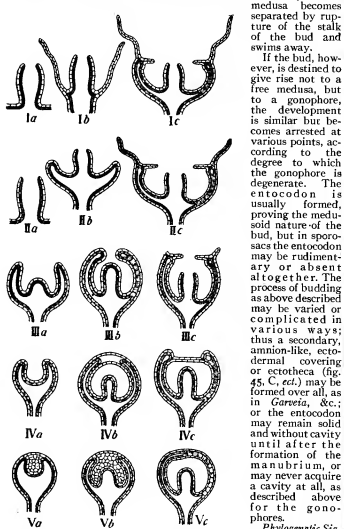 Ia Ib Ic
IIa IIb IIc
IIIa IIIb IIIc
IVa IVb IVc
Va Vb Vc
medusa becomes
separated by rup-
ture of the stalk
of the bud and
swims away.
If the bud, how-
ever, is destined to
give rise not to a
free medusa, but
to a gonophore,
the development
is similar but be-
comes arrested at
various points, ac-
cording to the
degree to which
the gonophore is
degenerate. The
entocodon is
usually formed,
proving the medu-
soid nature of the
bud, but in sporo-
sacs the entocodon
may be rudiment-
ary or absent
altogether. The
process of budding
as above described
may be varied or
complicated in
various ways;
thus a secondary,
amnion-like, ecto-
dermal covering
or ectotheca (fig.
45, C, ect.) may be
formed over all, as
in Garveia, &c.;
or the entocodon
may remain solid
and without cavity
until after the
formation of the
manubrium, or
may never acquire
a cavity at all, as
described above
for the gono-
phores.
Phylogenetic Sig-